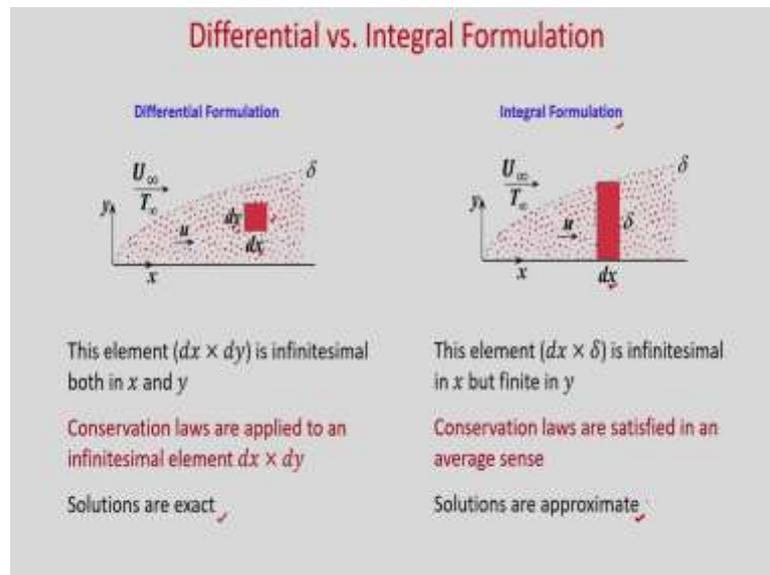 Differential vs. Integral Formulation
Differential Formulation
U∞
T∞
δ
y
u
dy
dx
x
This element (dx × dy) is infinitesimal
both in x and y
Conservation laws are applied to an
infinitesimal element dx × dy
Solutions are exact
Integral Formulation
U∞
T∞
δ
y
u
δ
x
dx
This element (dx × δ) is infinitesimal
in x but finite in y
Conservation laws are satisfied in an
average sense
Solutions are approximate